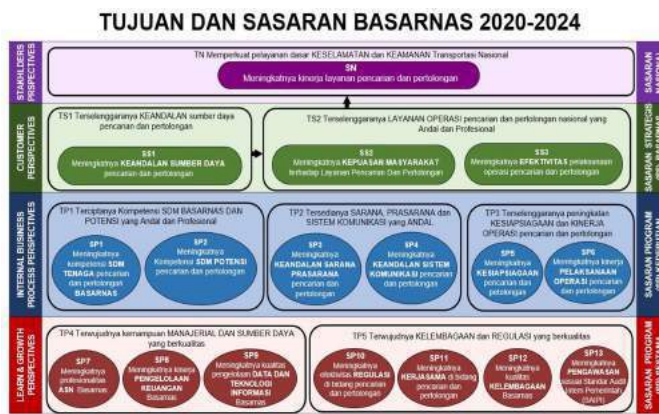 TUJUAN DAN SASARAN BASARNAS 2020-2024
STAKHLDERS
PRSPECTIVES
TN Memperkuat pelayanan dasar KESELAMATAN dan KEAMANAN Transportasi Nasional
SN
Meningkatnya kinerja layanan pencarian dan pertolongan
SASARAN
NASIONAL
CUSTOMER
PERSPECTIVES
TS1 Terselenggaranya KEANDALAN sumber daya
pencarian dan pertolongan
SS1
Meningkatnya KEANDALAN SUMBER DAYA
pencarian dan pertolongan
TS2 Terselenggaranya LAYANAN OPERASI pencarian dan pertolongan nasional yang
Andal dan Profesional
SS2
Meningkatnya KEPUASAN MASYARAKAT
terhadap Layanan Pencarian Dan Pertolongan
SS3
Meningkatnya EFEKTIVITAS pelaksanaan
operasi pencarian dan pertolongan
SASARAN STRATEGIS
INTERNAL BUSINESS
PROCESS PERSPECTIVES
TP1 Terciptanya Kompetensi SDM BASARNAS DAN
POTENSI yang Andal dan Profesional
SP1
Meningkatnya
kompetensi SDM
TENAGA pencarian
dan pertolongan
BASARNAS
SP2
Meningkatnya
Kompetensi SDM POTENSI
pencarian dan pertolongan
TP2 Tersedianya SARANA, PRASARANA dan
SISTEM KOMUNIKASI yang ANDAL
SP3
Meningkatnya
KEANDALAN SARANA
PRASARANA
pencarian dan
pertolongan
SP4
Meningkatnya
KEANDALAN SISTEM
KOMUNIKASI pencarian
dan pertolongan
TP3 Terselenggaranya peningkatan
KESIAPSIAGAAN dan KINERJA
OPERASI pencarian dan pertolongan
SP5
Meningkatnya
KESIAPSIAGAAN
pencarian dan
pertolongan
SP6
Meningkatnya kinerja
PELAKSANAAN
OPERASI pencarian
dan pertolongan
SASARAN PROGRAM
LEARN & GROWTH
PERSPECTIVES
TP4 Terwujudnya kemampuan MANAJERIAL DAN SUMBER DAYA
yang berkualitas
SP7
Meningkatnya
profesionalitas
ASN Basarnas
SP8
Meningkatnya kinerja
PENGELOLAAN
KEUANGAN
Basarnas
SP9
Meningkatnya kualitas
pengelolaan DATA DAN
TEKNOLOGI
INFORMASI
Basarnas
TP5 Terwujudnya KELEMBAGAAN dan REGULASI yang berkualitas
SP10
Meningkatnya
efektivitas REGULASI
di bidang pencarian
dan pertolongan
SP11
Meningkatnya
KERJASAMA di bidang
pencarian dan
pertolongan
SP12
Meningkatnya
kualitas
KELEMBAGAAN
Basarnas
SP13
Meningkatnya
PENGAWASAN
sesuai Standar Audit
Intern Pemerintah
(SAIPI)
SASARAN PROGRAM